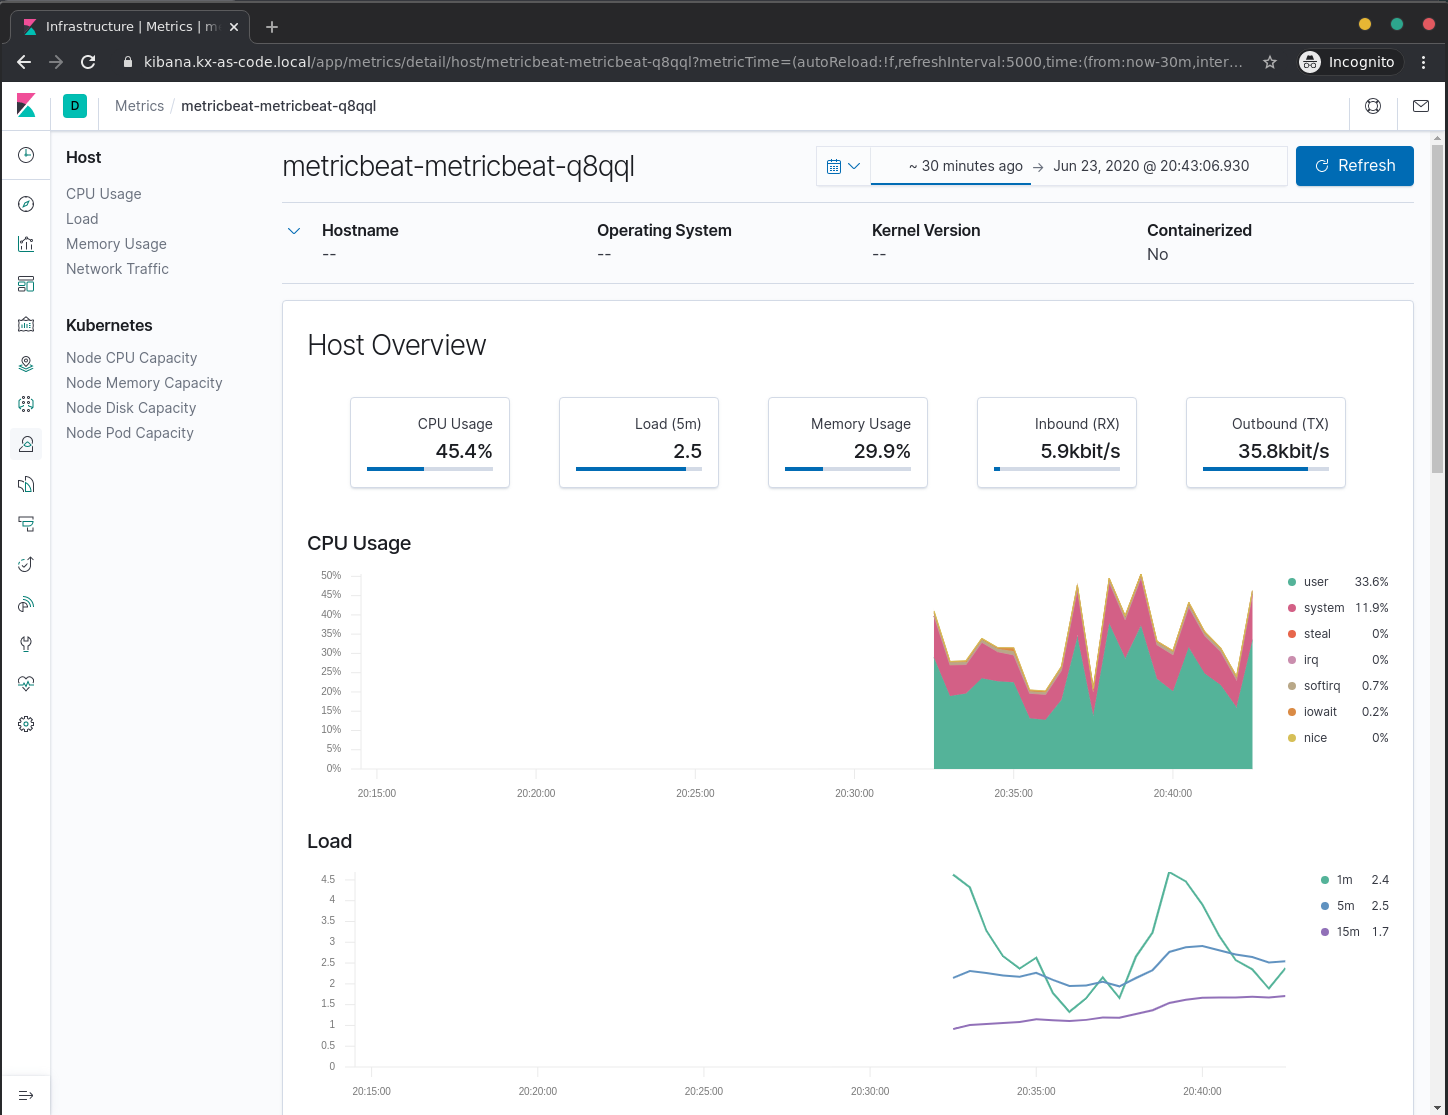 Infrastructure | Metrics | m
kibana.kx-as-code.local/app/metrics/detail/host/metricbeat-metricbeat-q8qql?metricTime=(autoReload:!f,refreshInterval:5000,time:(from:now-30m,inter...
Incognito
D
Metrics / metricbeat-metricbeat-q8qql
Host
CPU Usage
Load
Memory Usage
Network Traffic
Kubernetes
Node CPU Capacity
Node Memory Capacity
Node Disk Capacity
Node Pod Capacity
metricbeat-metricbeat-q8qql
~ 30 minutes ago → Jun 23, 2020 @ 20:43:06.930
Refresh
Hostname
--
Operating System
--
Kernel Version
--
Containerized
No
Host Overview
CPU Usage
45.4%
Load (5m)
2.5
Memory Usage
29.9%
Inbound (RX)
5.9kbit/s
Outbound (TX)
35.8kbit/s
CPU Usage
50%
45%
40%
35%
30%
25%
20%
15%
10%
5%
0%
20:15:00 20:20:00 20:25:00 20:30:00 20:35:00 20:40:00
user 33.6%
system 11.9%
steal 0%
irq 0%
softirq 0.7%
iowait 0.2%
nice 0%
Load
4.5
4
3.5
3
2.5
2
1.5
1
0.5
0
20:15:00 20:20:00 20:25:00 20:30:00 20:35:00 20:40:00
1m 2.4
5m 2.5
15m 1.7